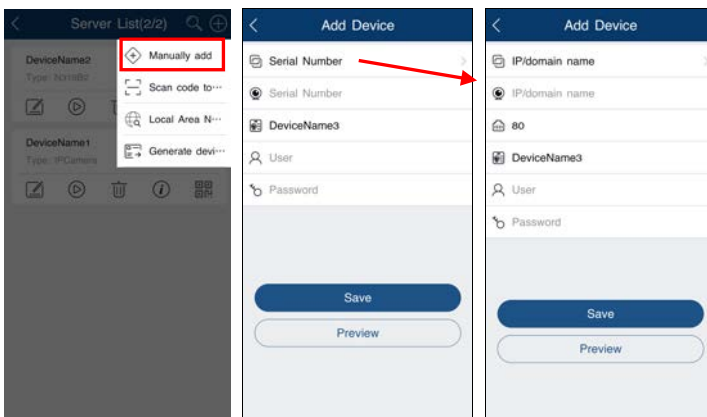 Server List(2/2)
Manually add
Scan code to···
Local Area N···
Generate devi···
DeviceName2
Type: 
DeviceName1
Type: IPCamera
Add Device
Serial Number
Serial Number
DeviceName3
User
Password
Save
Preview
Add Device
IP/domain name
IP/domain name
80
DeviceName3
User
Password
Save
Preview